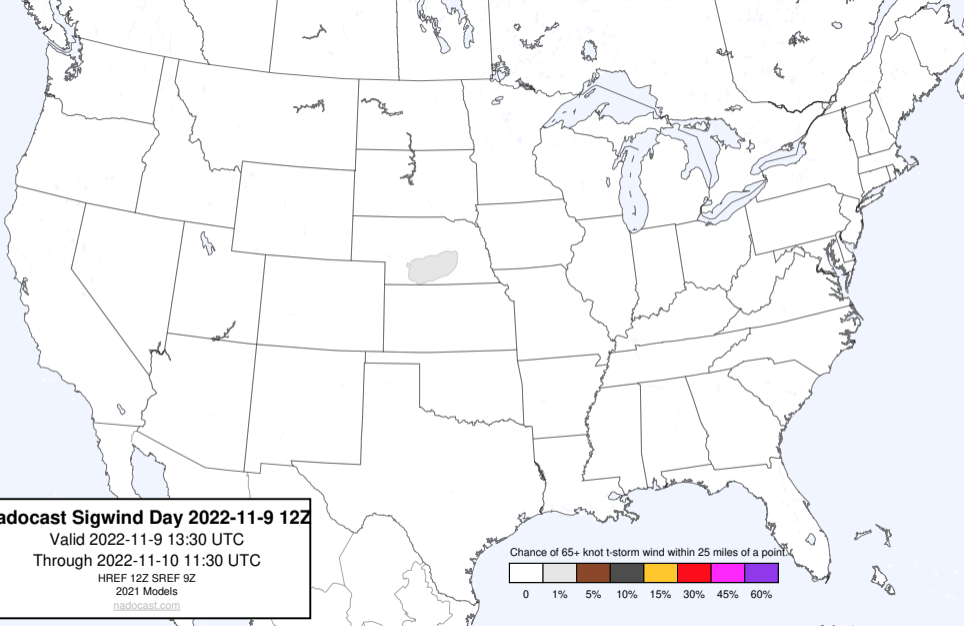 adocast Sigwind Day 2022-11-9 12Z
Valid 2022-11-9 13:30 UTC
Through 2022-11-10 11:30 UTC
HREF 12Z SREF 9Z
2021 Models
nadocast.com
Chance of 65+ knot t-storm wind within 25 miles of a point.
0 1% 5% 10% 15% 30% 45% 60%